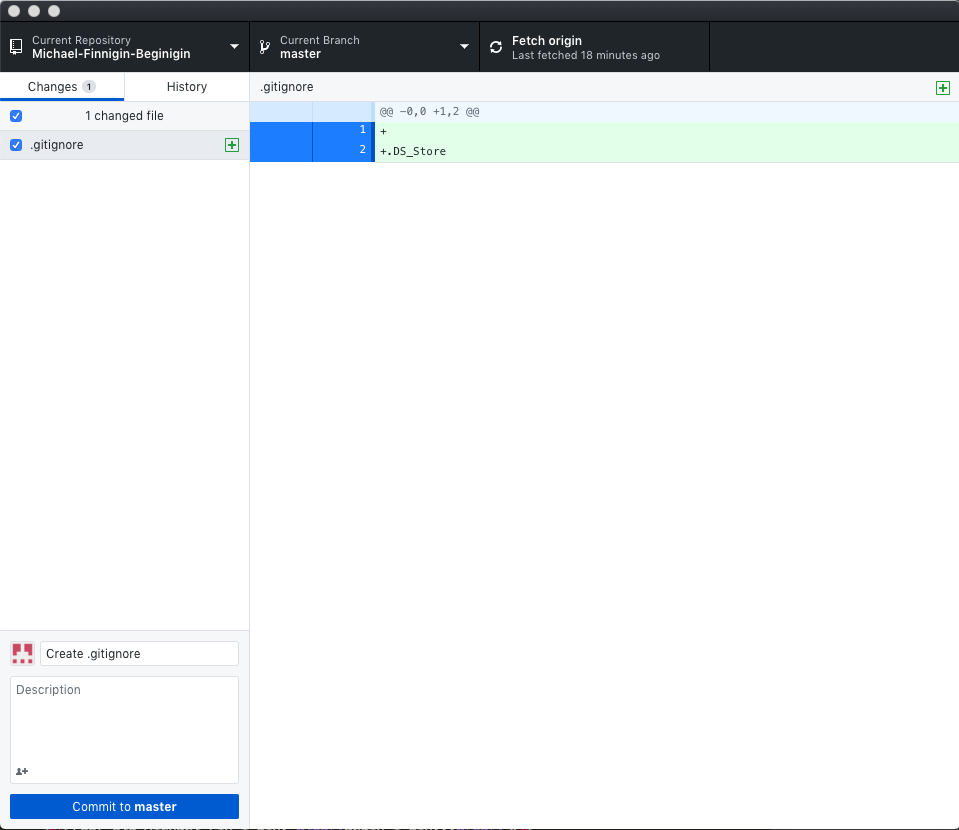 Current Repository
Michael-Finnigin-Beginigin
Current Branch
master
Fetch origin
Last fetched 18 minutes ago
Changes 1
History
.gitignore
1 changed file
@@ -0,0 +1,2 @@
.gitignore
1 +
2 +.DS_Store
Create .gitignore
Description
Commit to master